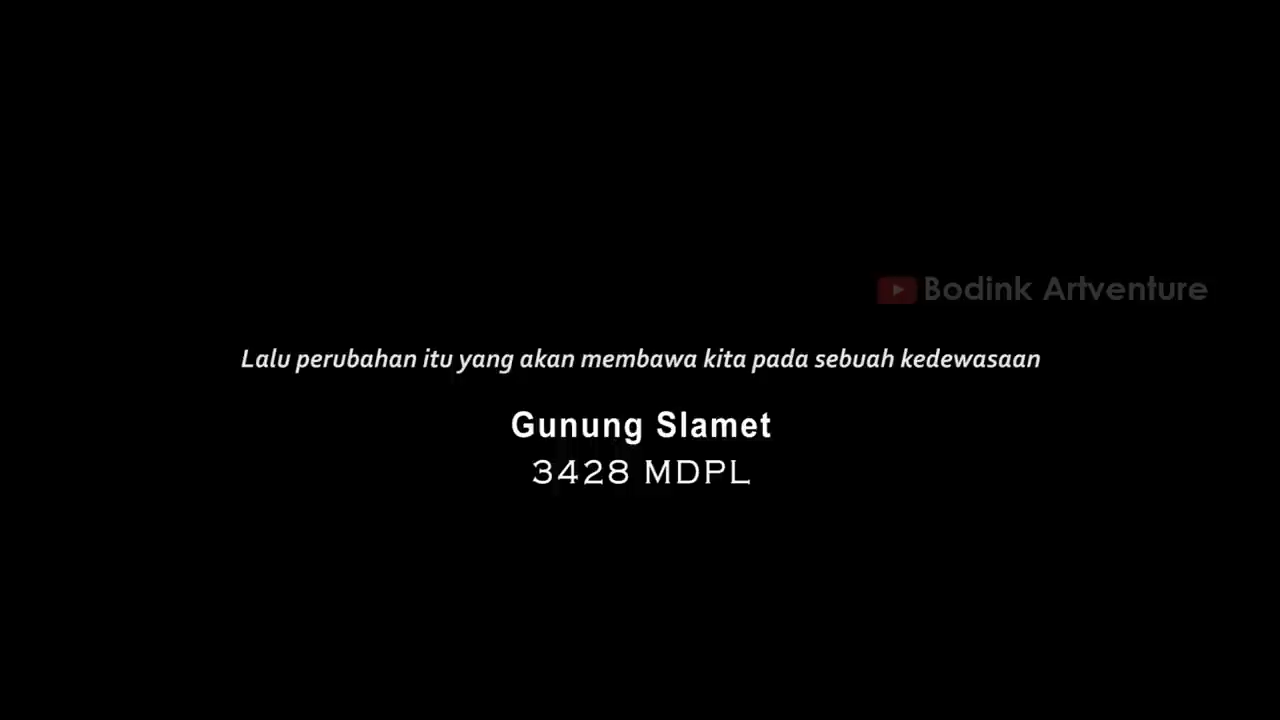 Bodink Artventure
Lalu perubahan itu yang akan membawa kita pada sebuah kedewasaan
Gunung Slamet
3428 MDPL